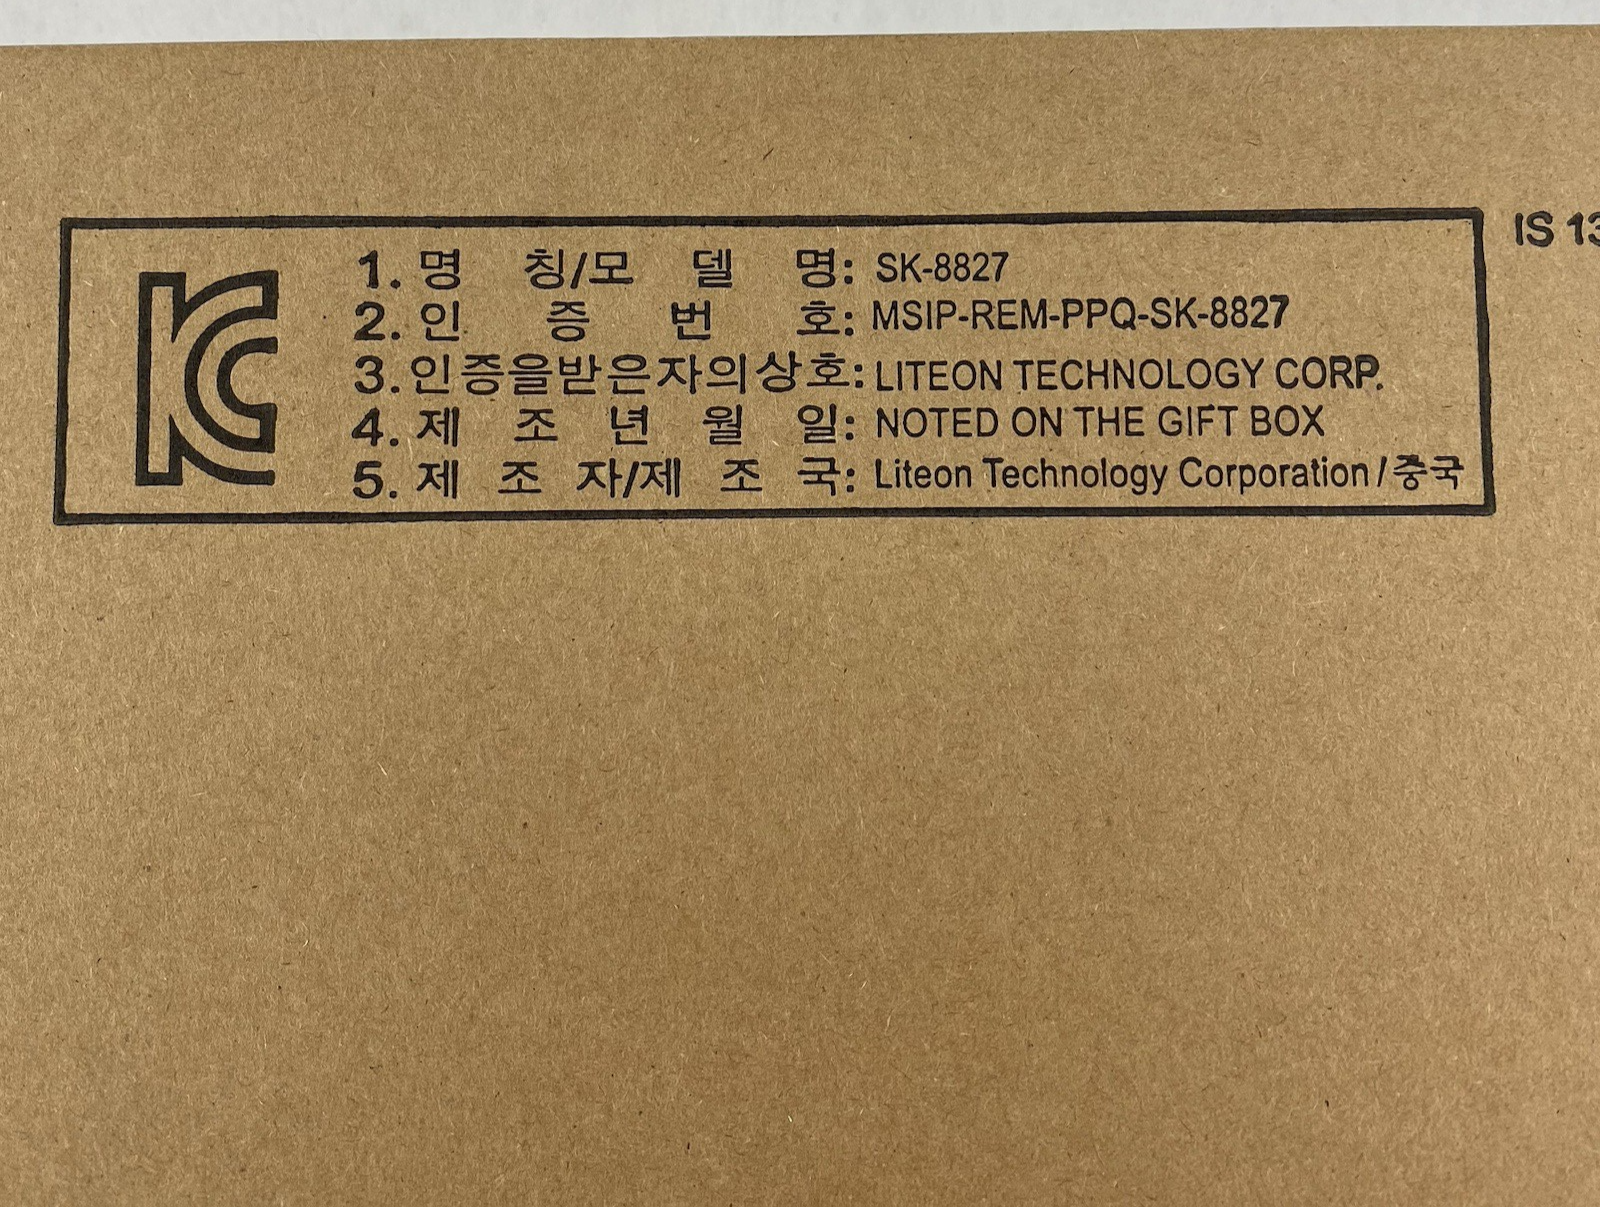 1. 명 칭/모 델 명: SK-8827
2. 인 증 번 호: MSIP-REM-PPQ-SK-8827
3. 인증을받은자의상호: LITEON TECHNOLOGY CORP.
4. 제 조 년 월 일: NOTED ON THE GIFT BOX
5. 제 조 자/제 조 국: Liteon Technology Corporation / 중국
IS 13